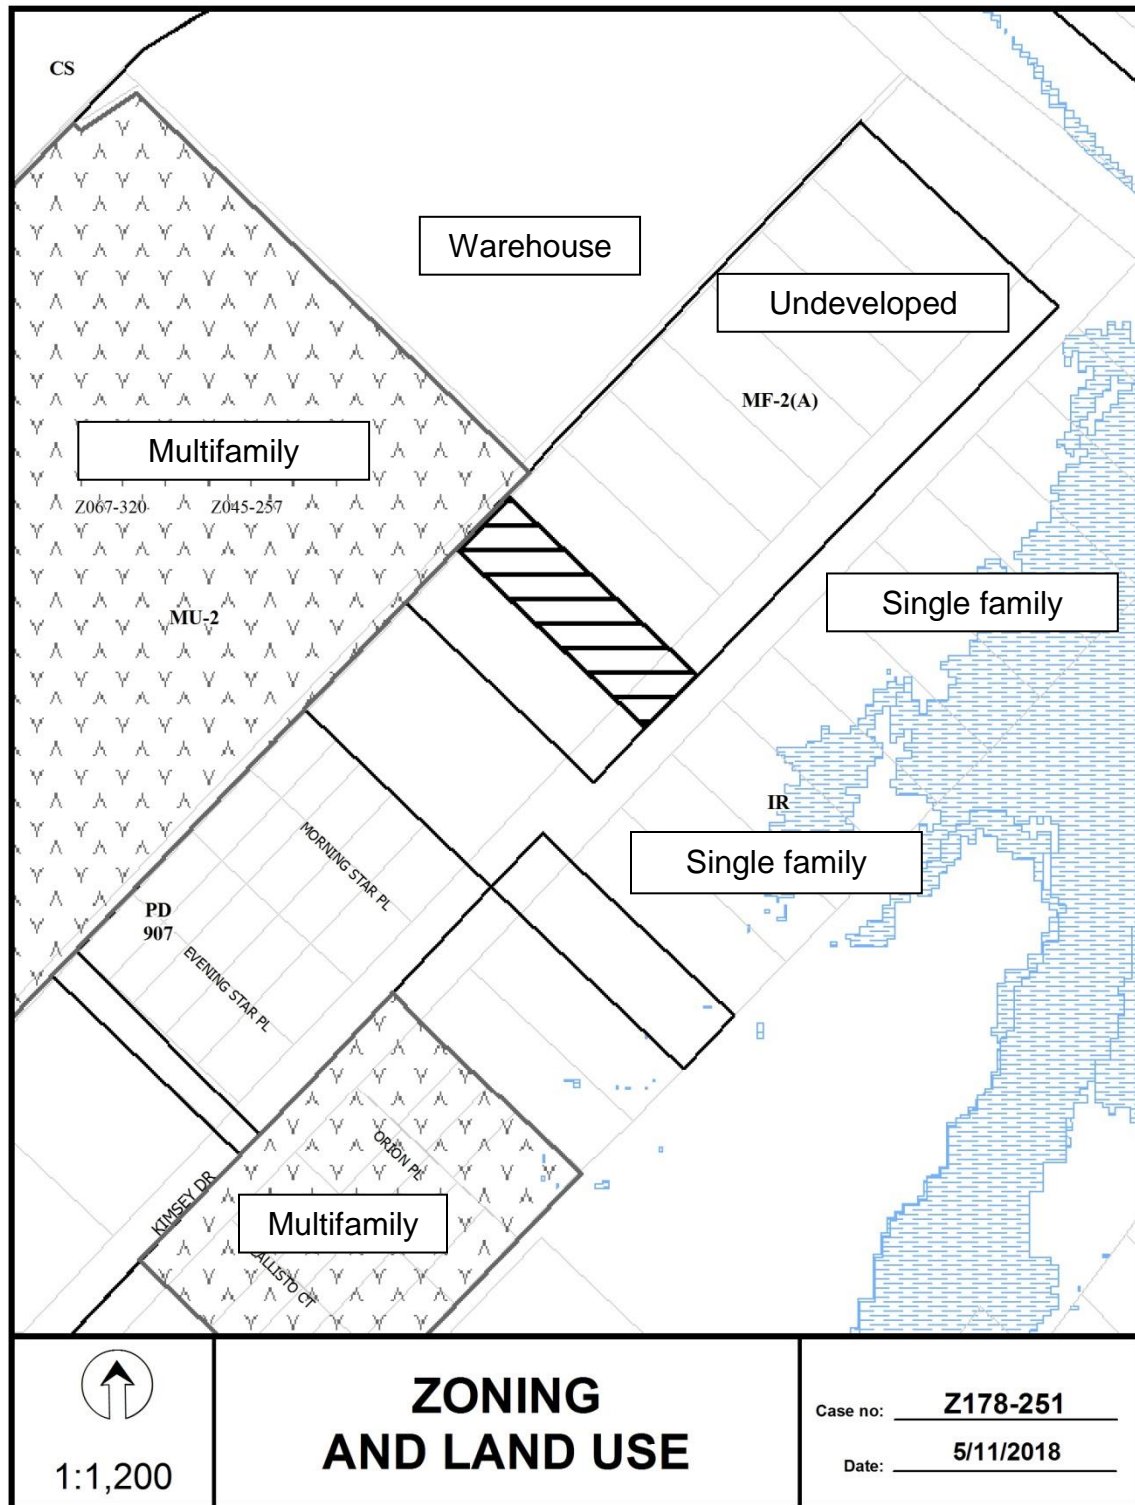 CS
Warehouse
Undeveloped
MF-2(A)
Multifamily
Z067-320 Z045-257
Single family
MU-2
IR
MORNING STAR PL
Single family
PD
907
EVENING STAR PL
ORION PL
KIMSEY DR
Multifamily
CALLISTO CT
1:1,200
ZONING
AND LAND USE
Case no: Z178-251
Date: 5/11/2018